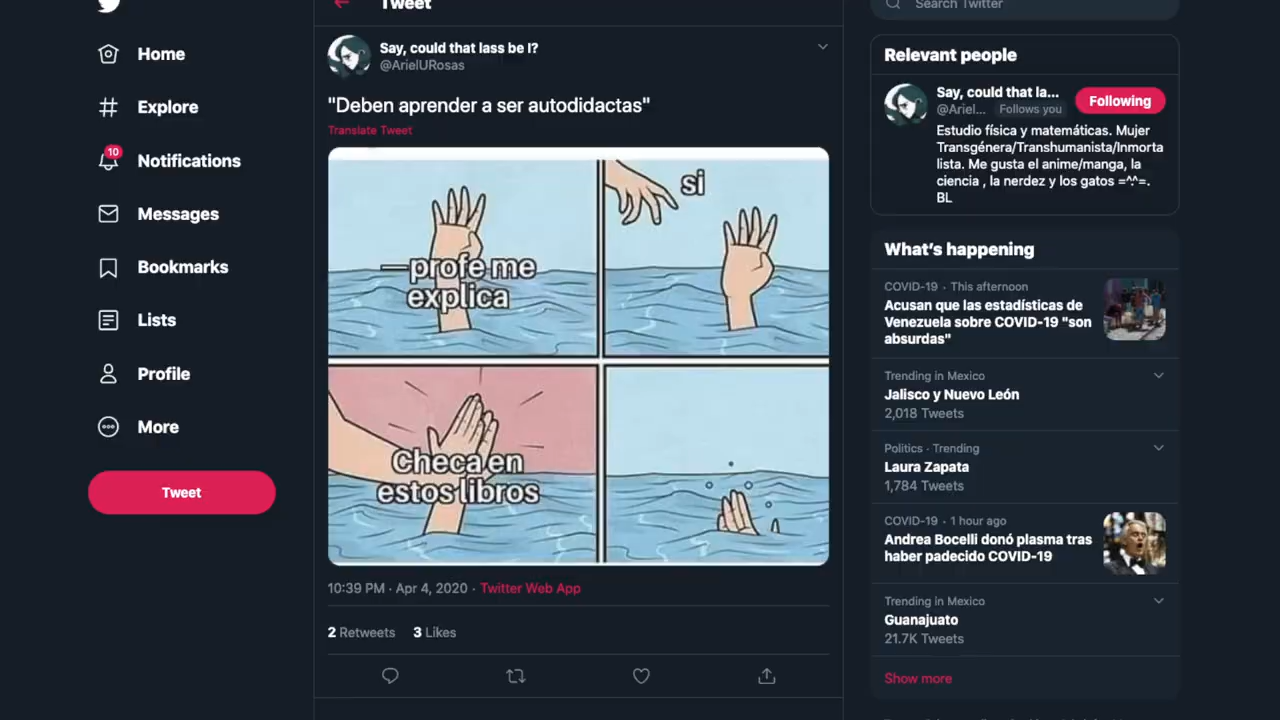 Tweet
Search Twitter
Home
Explore
10
Notifications
Messages
Bookmarks
Lists
Profile
More
Tweet
Say, could that lass be I?
@ArielURosas
"Deben aprender a ser autodidactas"
Translate Tweet
—profe me
explica
si
Checa en
estos libros
10:39 PM · Apr 4, 2020 · Twitter Web App
2 Retweets 3 Likes
Relevant people
Say, could that la...
@Ariel... Follows you
Following
Estudio física y matemáticas. Mujer
Transgénera/Transhumanista/Inmorta
lista. Me gusta el anime/manga, la
ciencia , la nerdez y los gatos =^.^=.
BL
What's happening
COVID-19 · This afternoon
Acusan que las estadísticas de
Venezuela sobre COVID-19 "son
absurdas"
Trending in Mexico
Jalisco y Nuevo León
2,018 Tweets
Politics · Trending
Laura Zapata
1,784 Tweets
COVID-19 · 1 hour ago
Andrea Bocelli donó plasma tras
haber padecido COVID-19
Trending in Mexico
Guanajuato
21.7K Tweets
Show more